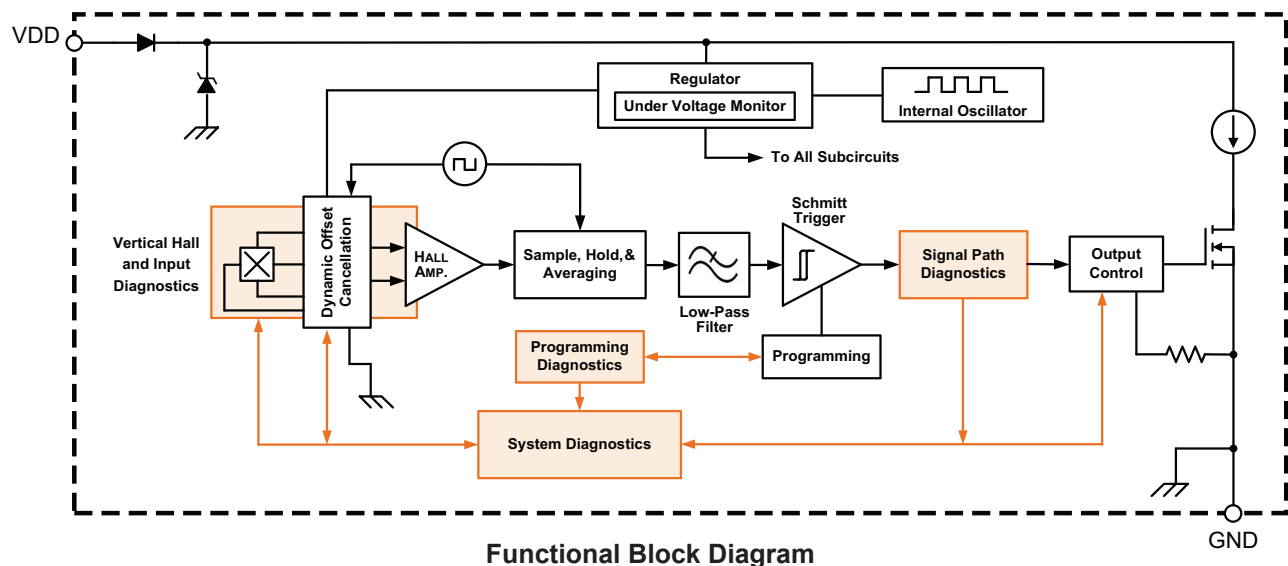 VDD
Regulator
Under Voltage Monitor
Internal Oscillator
To All Subcircuits
Vertical Hall
and Input
Diagnostics
Dynamic Offset
Cancellation
HALL
AMP.
Sample, Hold,&
Averaging
Low-Pass
Filter
Schmitt
Trigger
Signal Path
Diagnostics
Output
Control
Programming
Diagnostics
Programming
System Diagnostics
GND
Functional Block Diagram